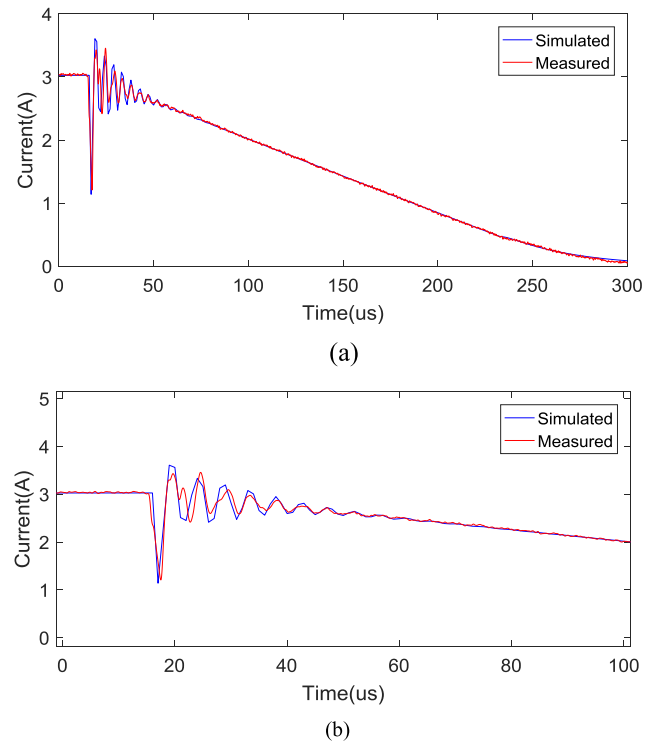 4
3
2
1
0
Current(A)
Simulated
Measured
0 50 100 150 200 250 300
Time(us)
(a)
5
4
3
2
1
0
Current(A)
Simulated
Measured
0 20 40 60 80 100
Time(us)
(b)